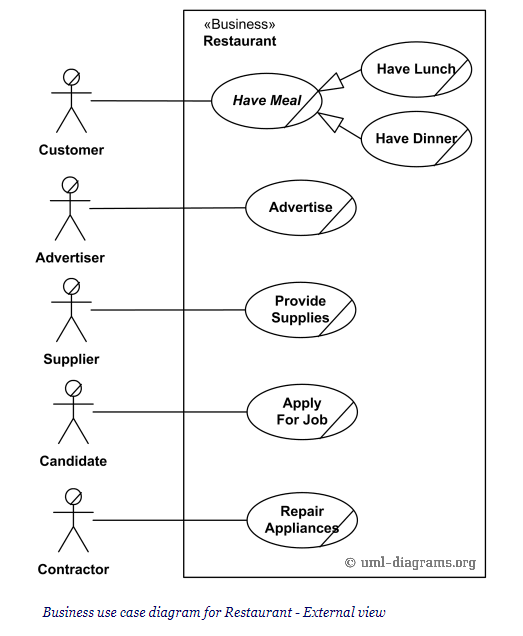 «Business»
Restaurant
Have Meal
Have Lunch
Have Dinner
Customer
Advertise
Advertiser
Provide
Supplies
Supplier
Apply
For Job
Candidate
Repair
Appliances
Contractor
© uml-diagrams.org
Business use case diagram for Restaurant - External view